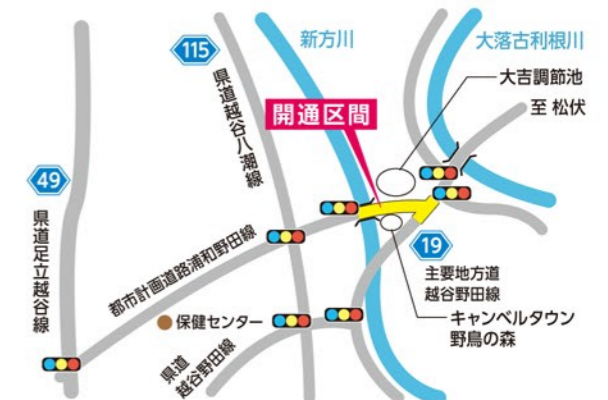 新方川
大落古利根川
115
県道越谷八潮線
大吉調節池
至 松伏
開通区間
49
県道足立越谷線
都市計画道路浦和野田線
19
主要地方道
越谷野田線
保健センター
キャンベルタウン
野鳥の森
県道
越谷野田線